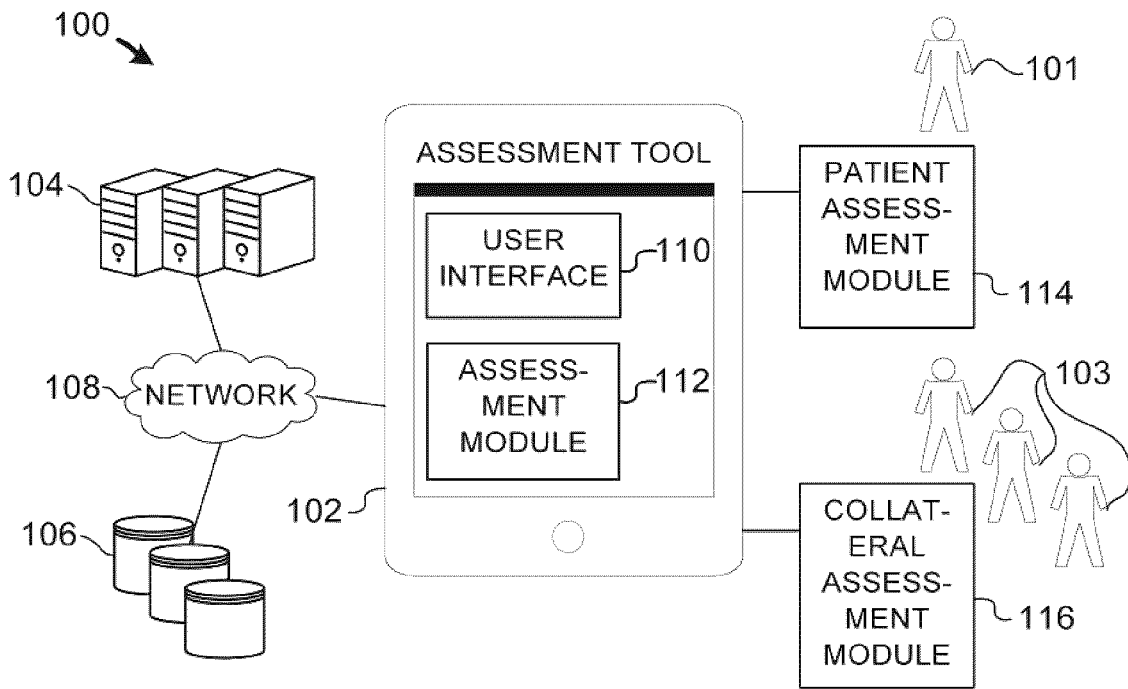 100
101
ASSESSMENT TOOL
PATIENT
ASSESS-
MENT
MODULE
104
USER
INTERFACE
110
114
108
NETWORK
ASSESS-
MENT
MODULE
112
103
102
106
COLLAT-
ERAL
ASSESS-
MENT
MODULE
116